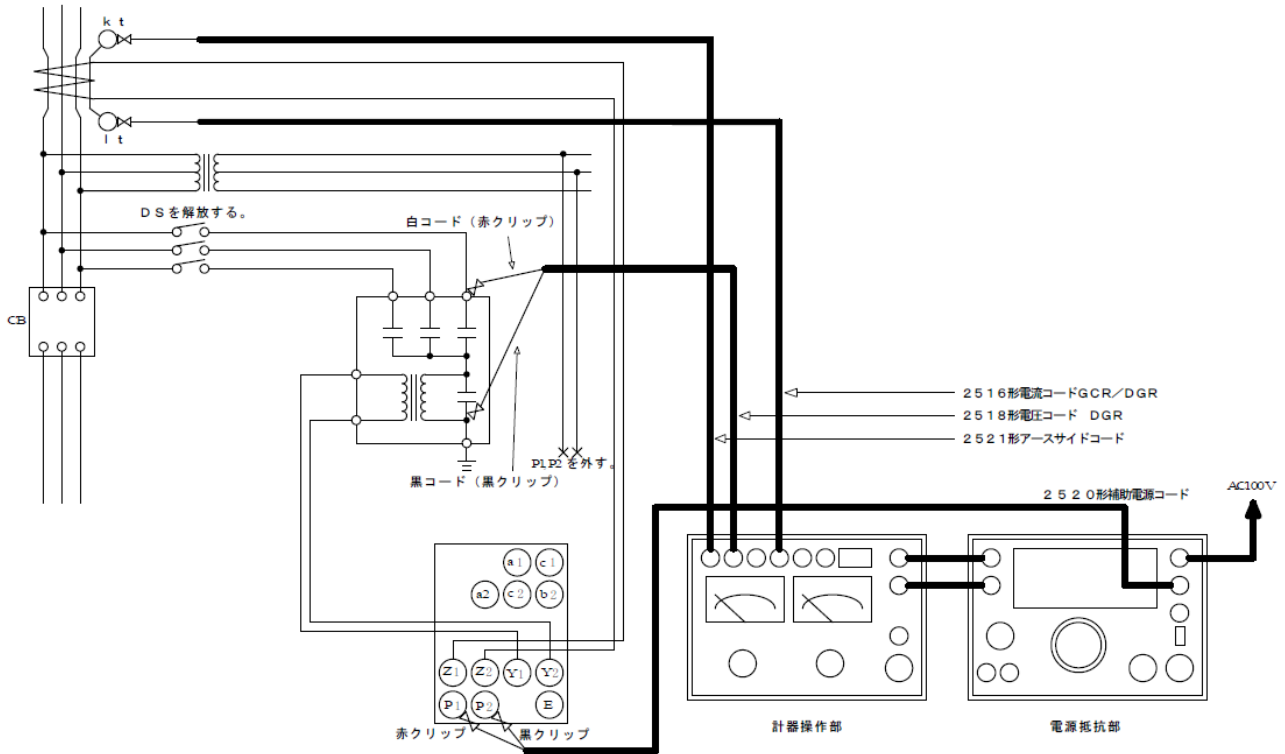 k t
l t
DSを解放する。
白コード（赤クリップ）
CB
2516形電流コードGCR／DGR
2518形電圧コード DGR
2521形アースサイドコード
P1,P2を外す。
黒コード（黒クリップ）
AC100V
2520形補助電源コード
a1 c1
a2 c2 b2
Z1 Z2 Y1 Y2
P1 P2 E
赤クリップ 黒クリップ
計器操作部
電源抵抗部